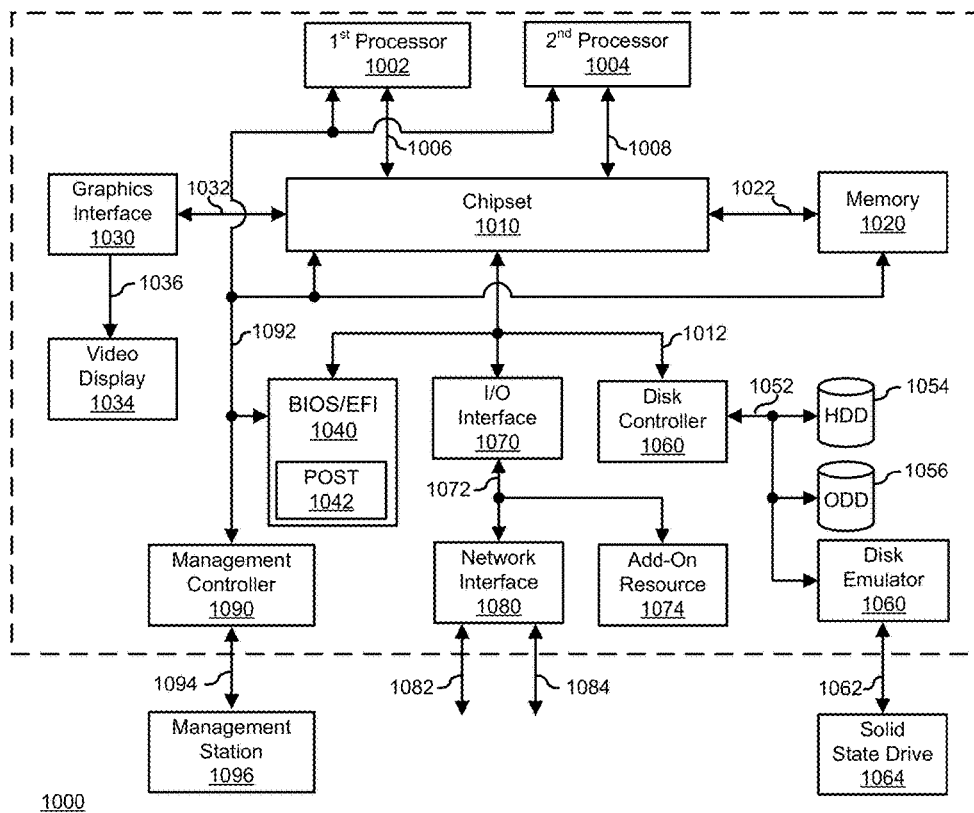 1st Processor
1002
2nd Processor
1004
1006
1008
Graphics
Interface
1030
1032
Chipset
1010
1022
Memory
1020
1036
1092
1012
Video
Display
1034
BIOS/EFI
1040
POST
1042
I/O
Interface
1070
Disk
Controller
1060
1052
HDD
1054
1072
ODD
1056
Management
Controller
1090
Network
Interface
1080
Add-On
Resource
1074
Disk
Emulator
1060
1094
1082
1084
1062
Management
Station
1096
Solid
State Drive
1064
1000